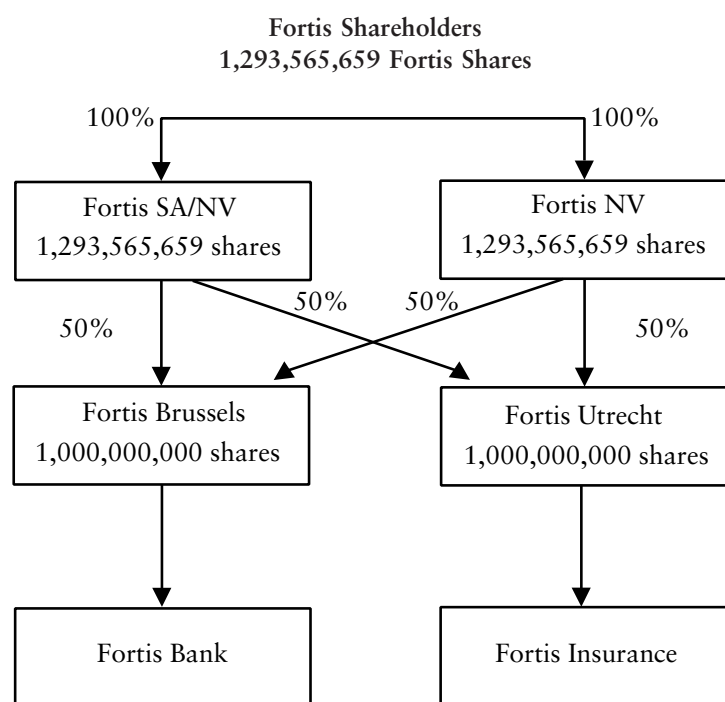 Fortis Shareholders
1,293,565,659 Fortis Shares
100%
100%
Fortis SA/NV
1,293,565,659 shares
Fortis NV
1,293,565,659 shares
50%
50%
50%
50%
Fortis Brussels
1,000,000,000 shares
Fortis Utrecht
1,000,000,000 shares
Fortis Bank
Fortis Insurance